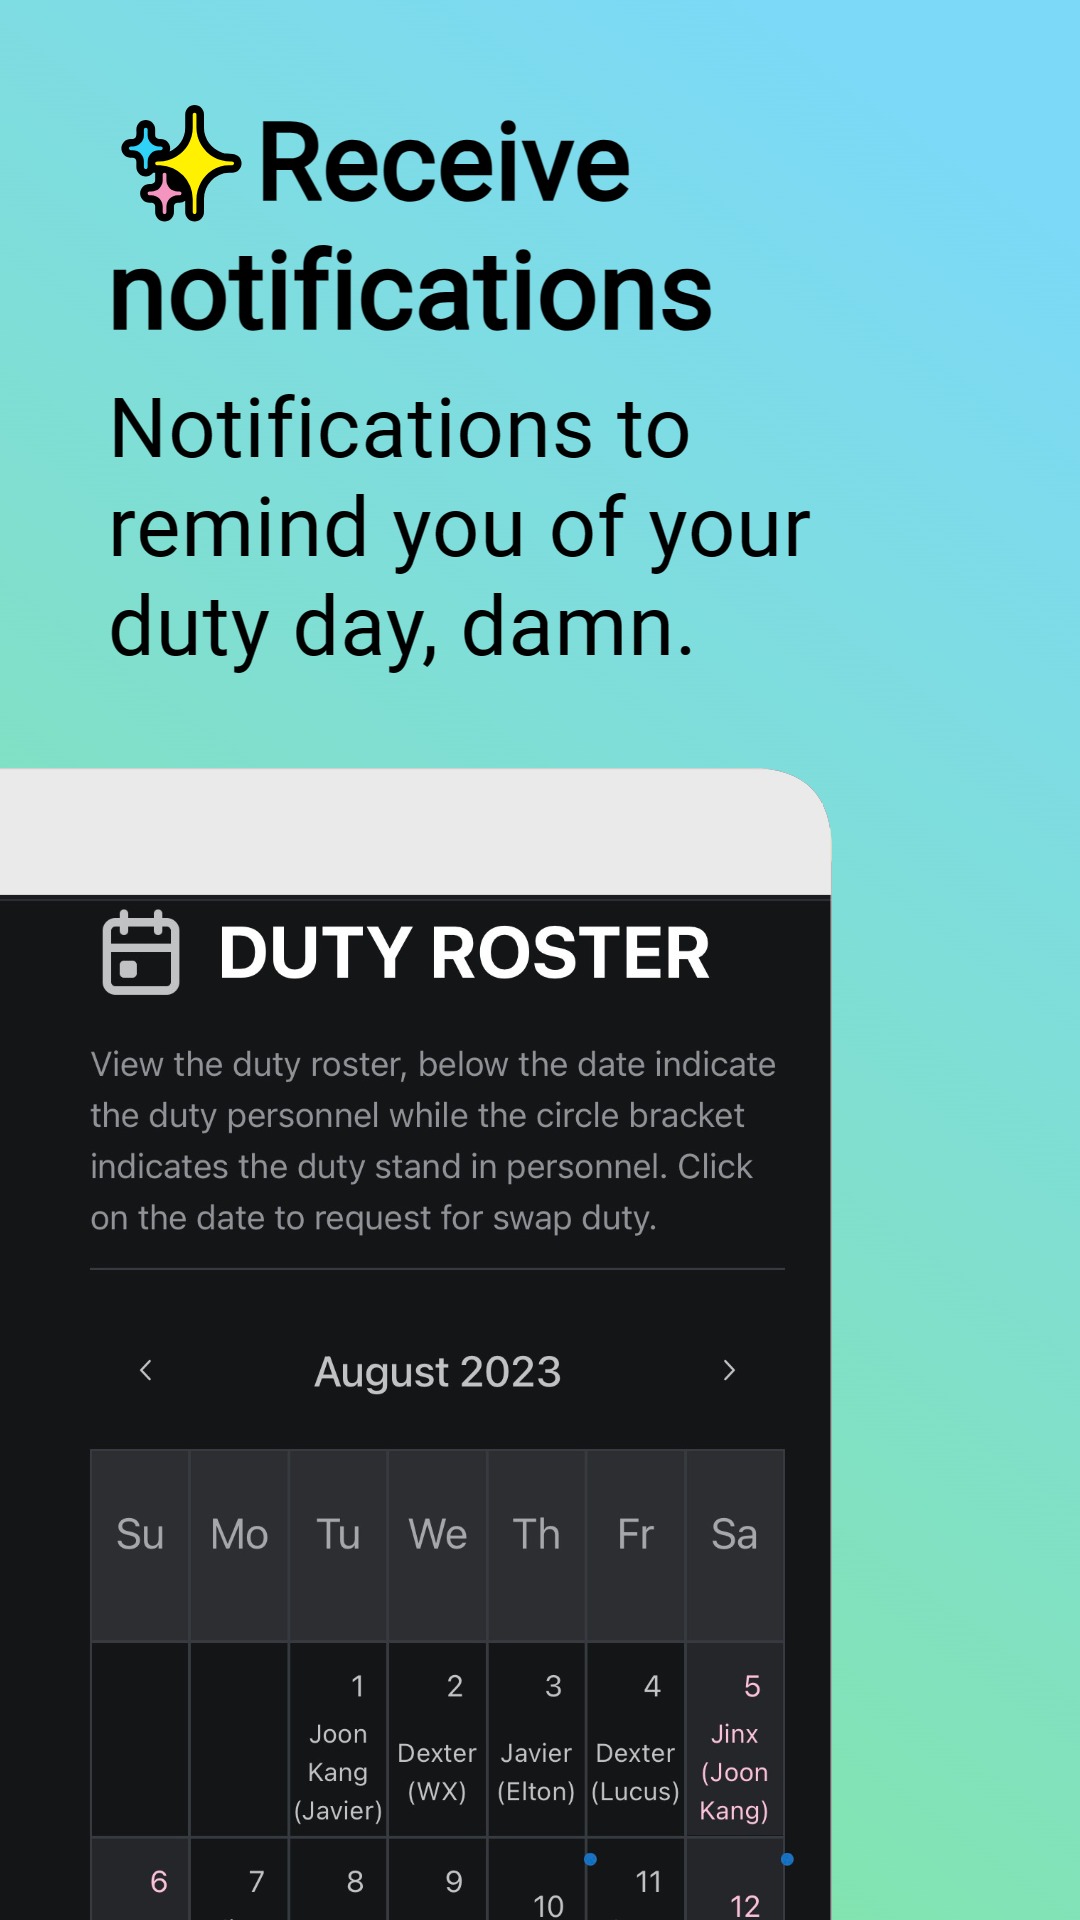 ✨Receive
notifications
Notifications to
remind you of your
duty day, damn.
DUTY ROSTER
View the duty roster, below the date indicate
the duty personnel while the circle bracket
indicates the duty stand in personnel. Click
on the date to request for swap duty.
< August 2023 >
Su Mo Tu We Th Fr Sa
1 2 3 4 5
Joon Kang (Javier) Dexter (WX) Javier (Elton) Dexter (Lucus) Jinx (Joon Kang)
6 7 8 9 10 11 12